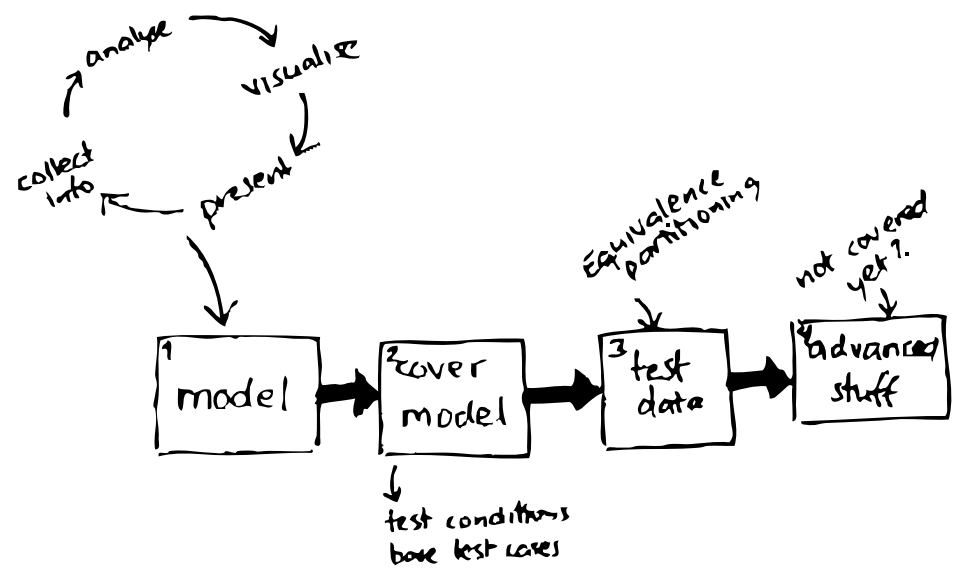 analyse
visualise
present
collect
into
Equivalence
partitioning
not covered
yet?
1
model
2
cover
model
3
test
data
4
advanced
stuff
test conditions
base test cases